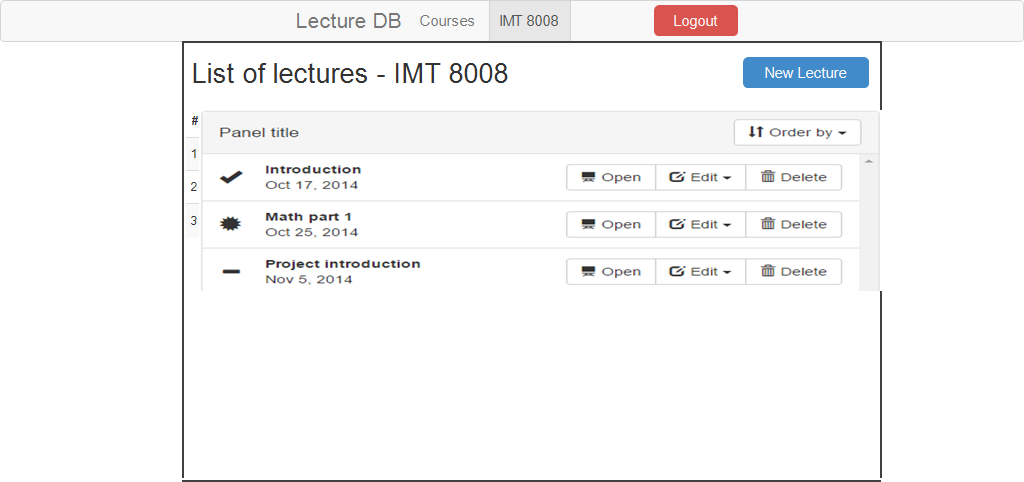 Lecture DB Courses IMT 8008 Logout
List of lectures - IMT 8008 New Lecture
#
Panel title Order by
1
Introduction
Oct 17, 2014
Open Edit Delete
2
Math part 1
Oct 25, 2014
Open Edit Delete
3
Project introduction
Nov 5, 2014
Open Edit Delete